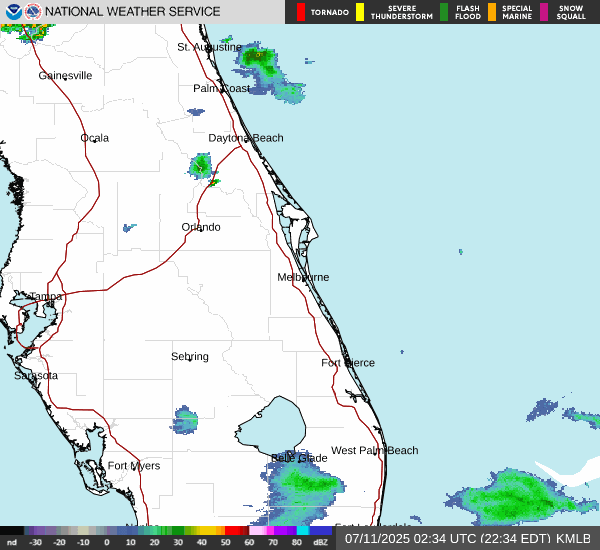 NATIONAL WEATHER SERVICE
TORNADO
SEVERE THUNDERSTORM
FLASH FLOOD
SPECIAL MARINE
SNOW SQUALL
St. Augustine
Gainesville
Palm Coast
Ocala
Daytona Beach
Orlando
Melbourne
Tampa
Sebring
Fort Pierce
Sarasota
West Palm Beach
Belle Glade
Fort Myers
nd -30 -20 -10 0 10 20 30 40 50 60 70 80 dBZ
07/11/2025 02:34 UTC (22:34 EDT) KMLB